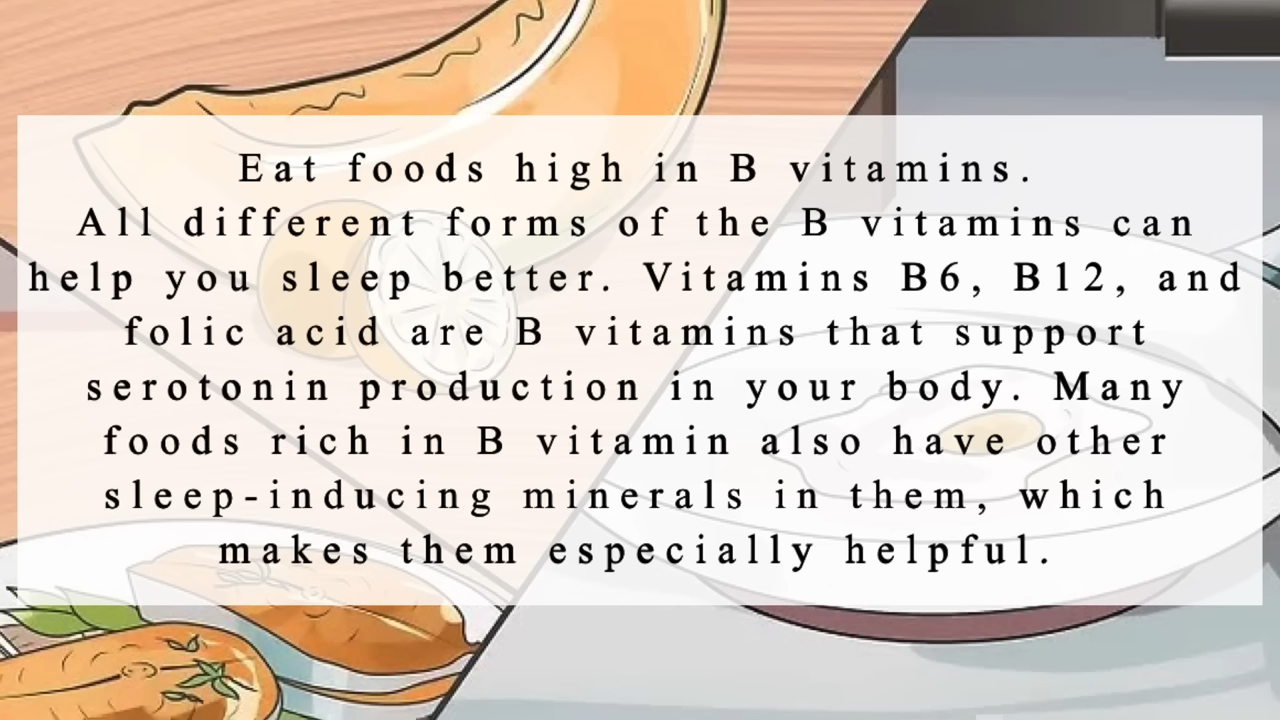 Eat foods high in B vitamins.
All different forms of the B vitamins can
help you sleep better. Vitamins B6, B12, and
folic acid are B vitamins that support
serotonin production in your body. Many
foods rich in B vitamin also have other
sleep-inducing minerals in them, which
makes them especially helpful.